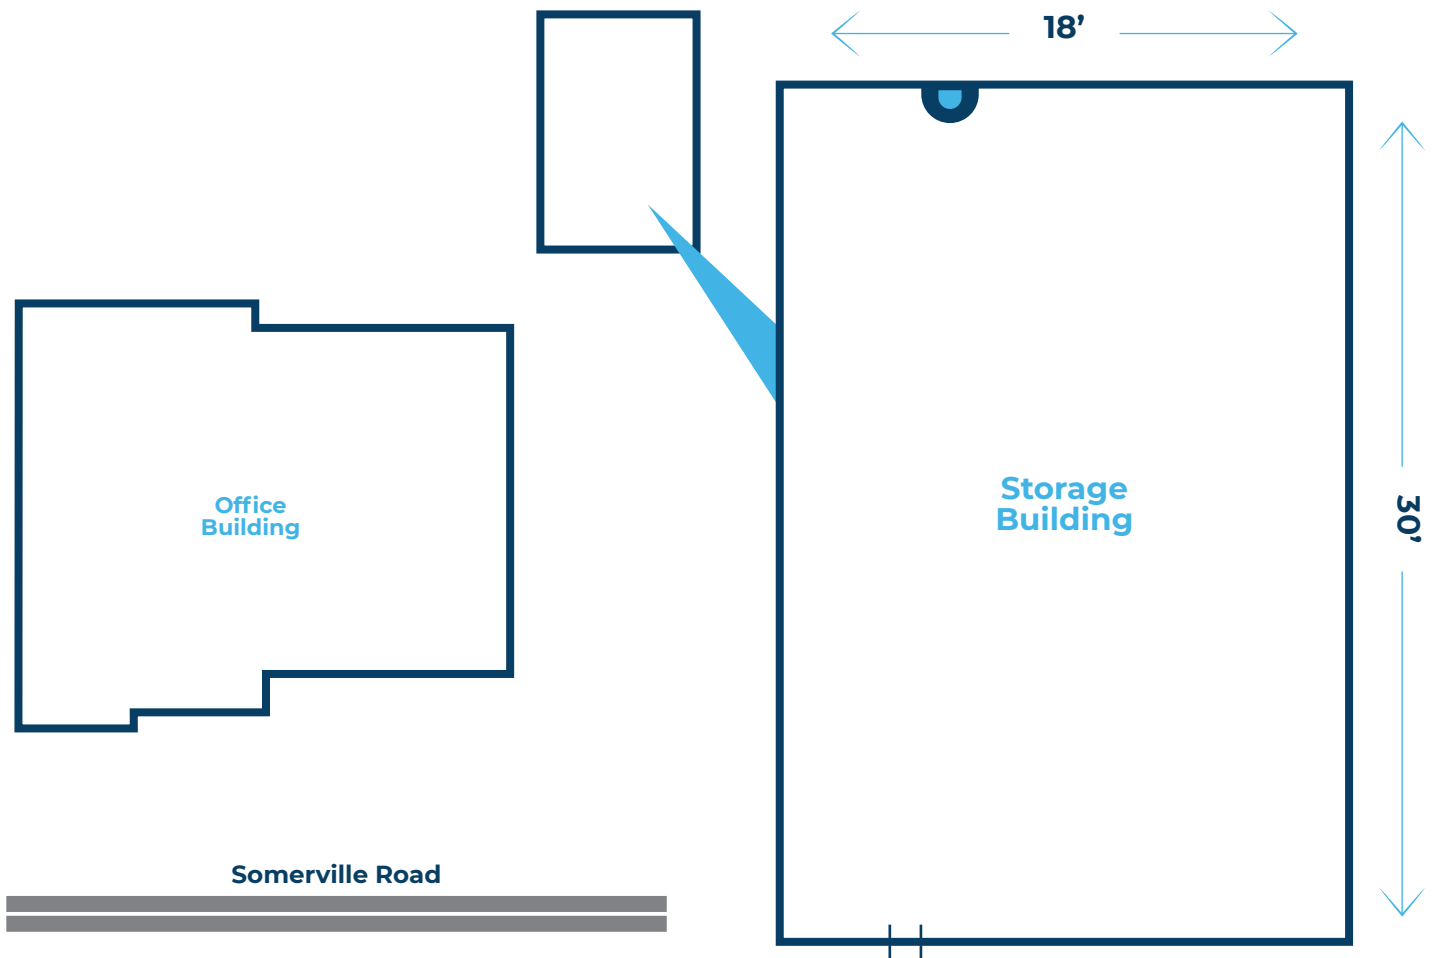 18’
30’
Storage
Building
Office
Building
Somerville Road